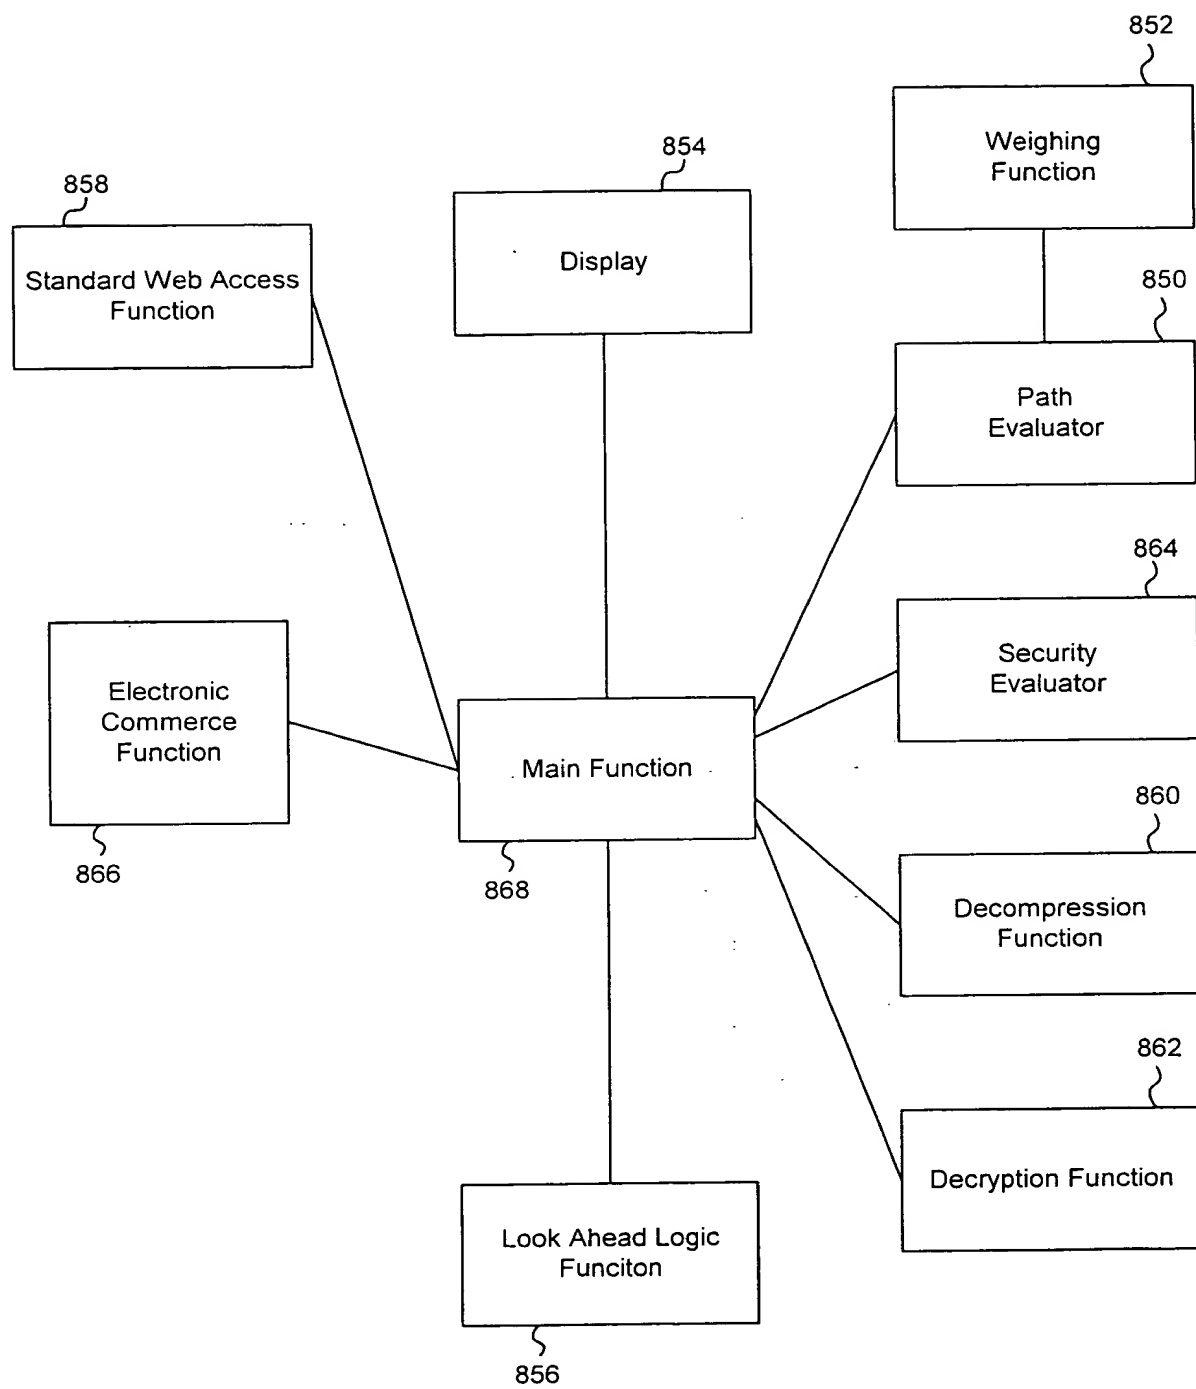 852
Weighing
Function
854
858
Display
Standard Web Access
Function
850
Path
Evaluator
864
Security
Evaluator
Electronic
Commerce
Function
Main Function
866
868
860
Decompression
Function
862
Decryption Function
Look Ahead Logic
Funciton
856